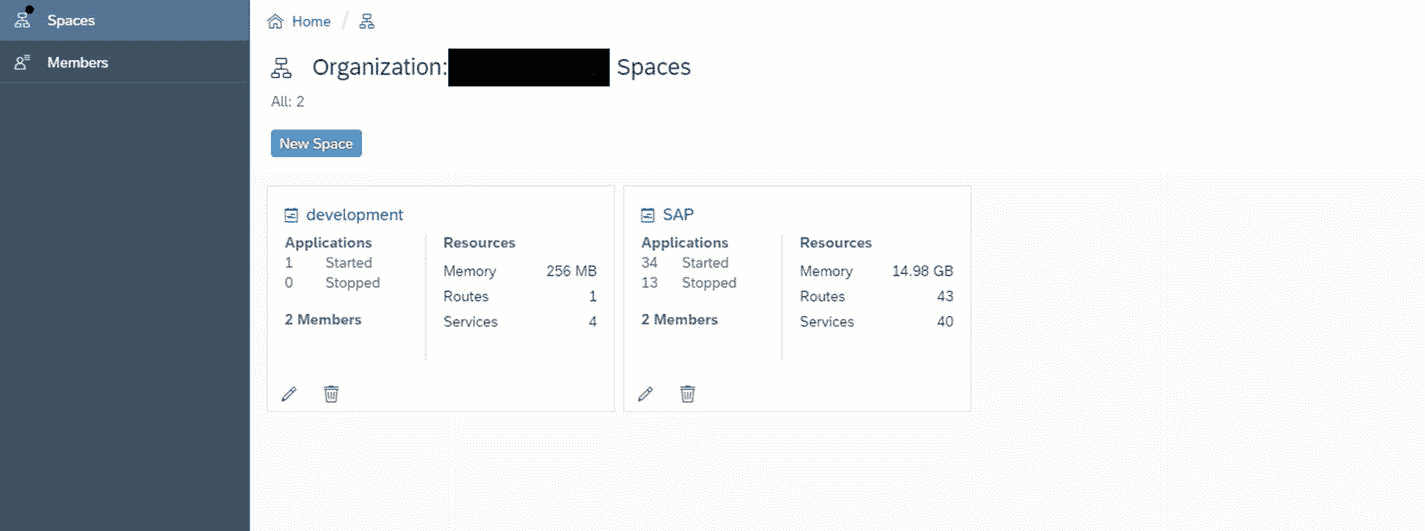 Spaces
Members
Home /
Organization: Spaces
All: 2
New Space
development
Applications
1 Started
0 Stopped
2 Members
Resources
Memory 256 MB
Routes 1
Services 4
SAP
Applications
34 Started
13 Stopped
2 Members
Resources
Memory 14.98 GB
Routes 43
Services 40